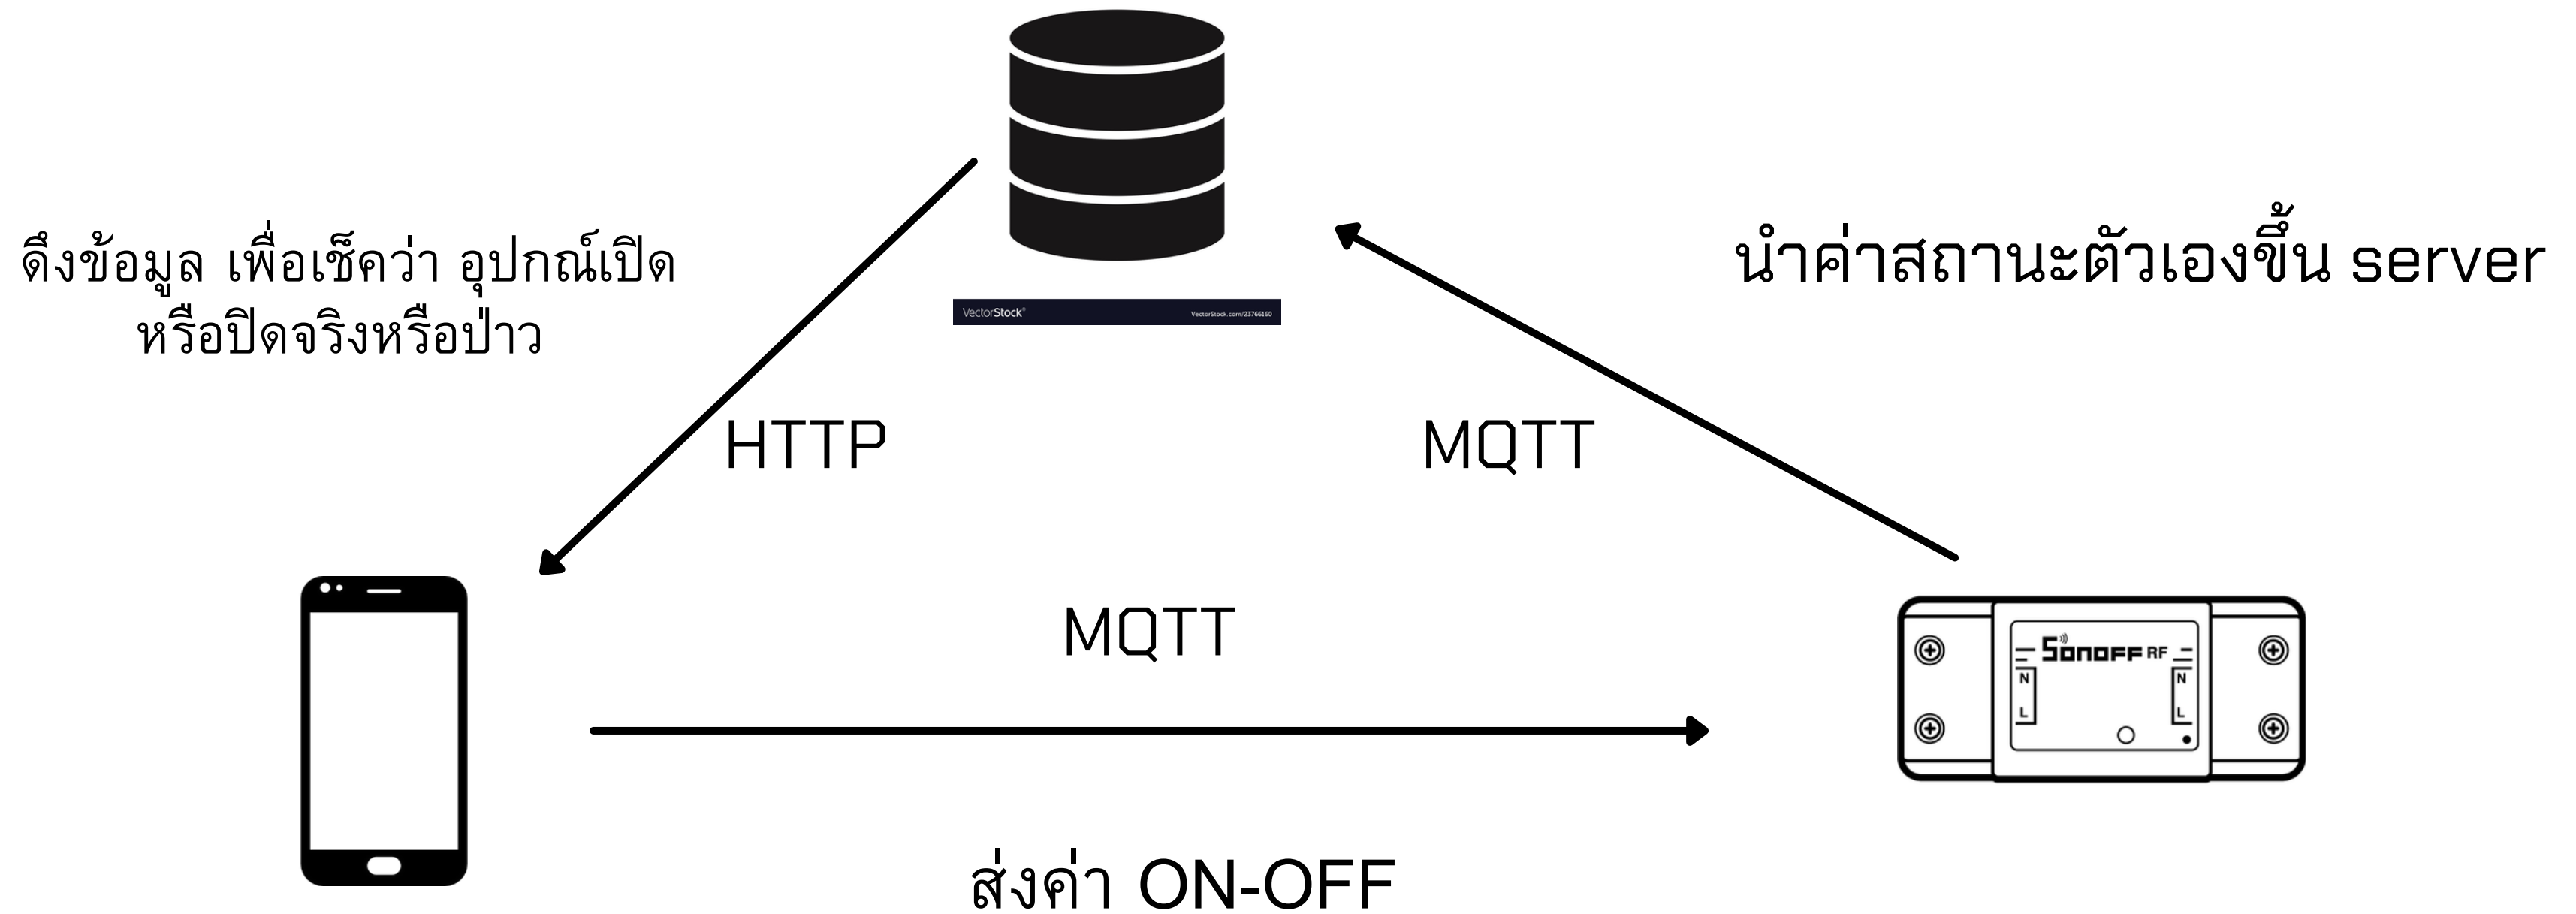 VectorStock®
VectorStock.com/23766160
ดึงข้อมูล เพื่อเช็คว่า อุปกณ์เปิด
หรือปิดจริงหรือป่าว
นำค่าสถานะตัวเองขึ้น server
HTTP
MQTT
MQTT
SONOFF RF
N
N
L
L
ส่งค่า ON-OFF